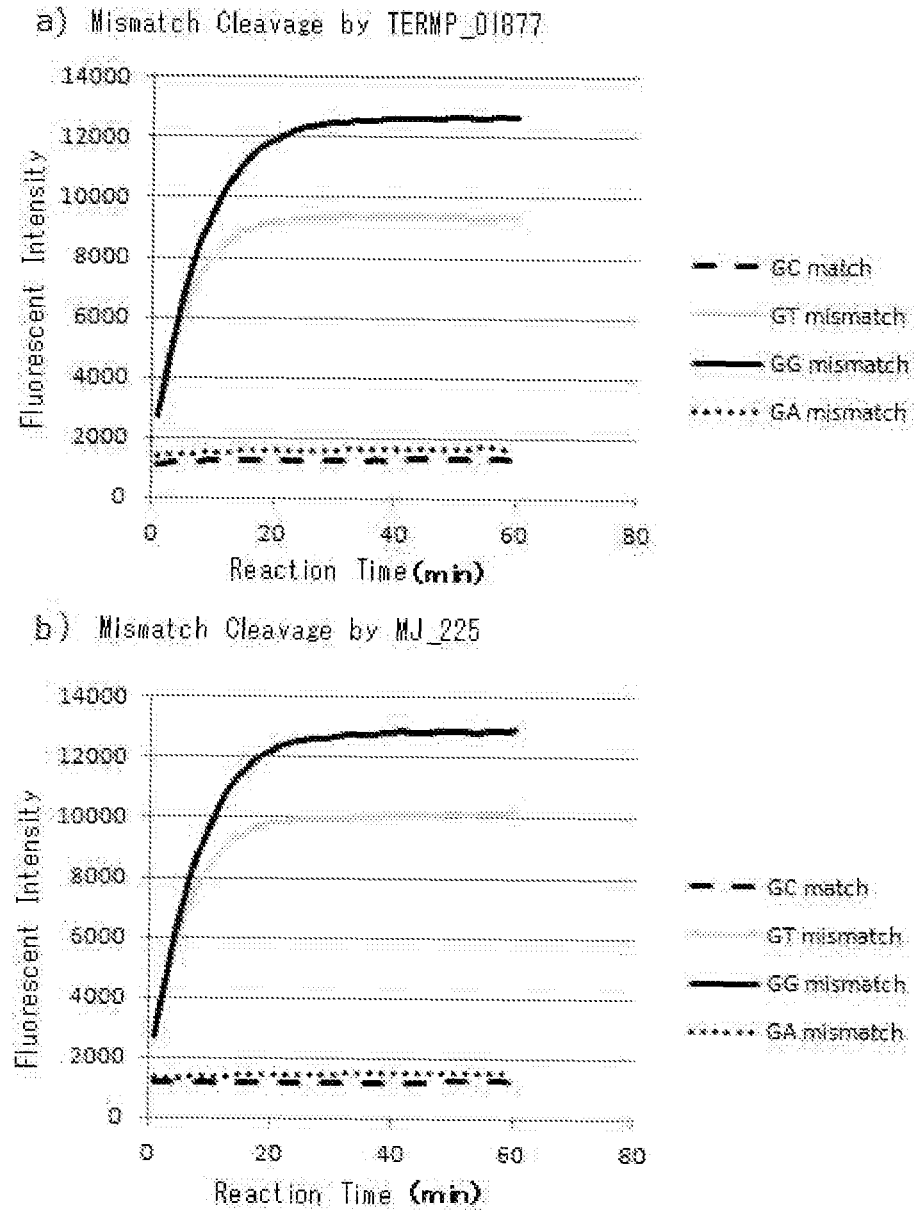 a) Mismatch Cleavage by TERMP_01877
14000
12000
10000
8000
6000
4000
2000
0
Fluorescent Intensity
0 20 40 60 80
Reaction Time (min)
GC match
GT mismatch
GG mismatch
GA mismatch
b) Mismatch Cleavage by MJ_225
14000
12000
10000
8000
6000
4000
2000
0
Fluorescent Intensity
0 20 40 60 80
Reaction Time (min)
GC match
GT mismatch
GG mismatch
GA mismatch